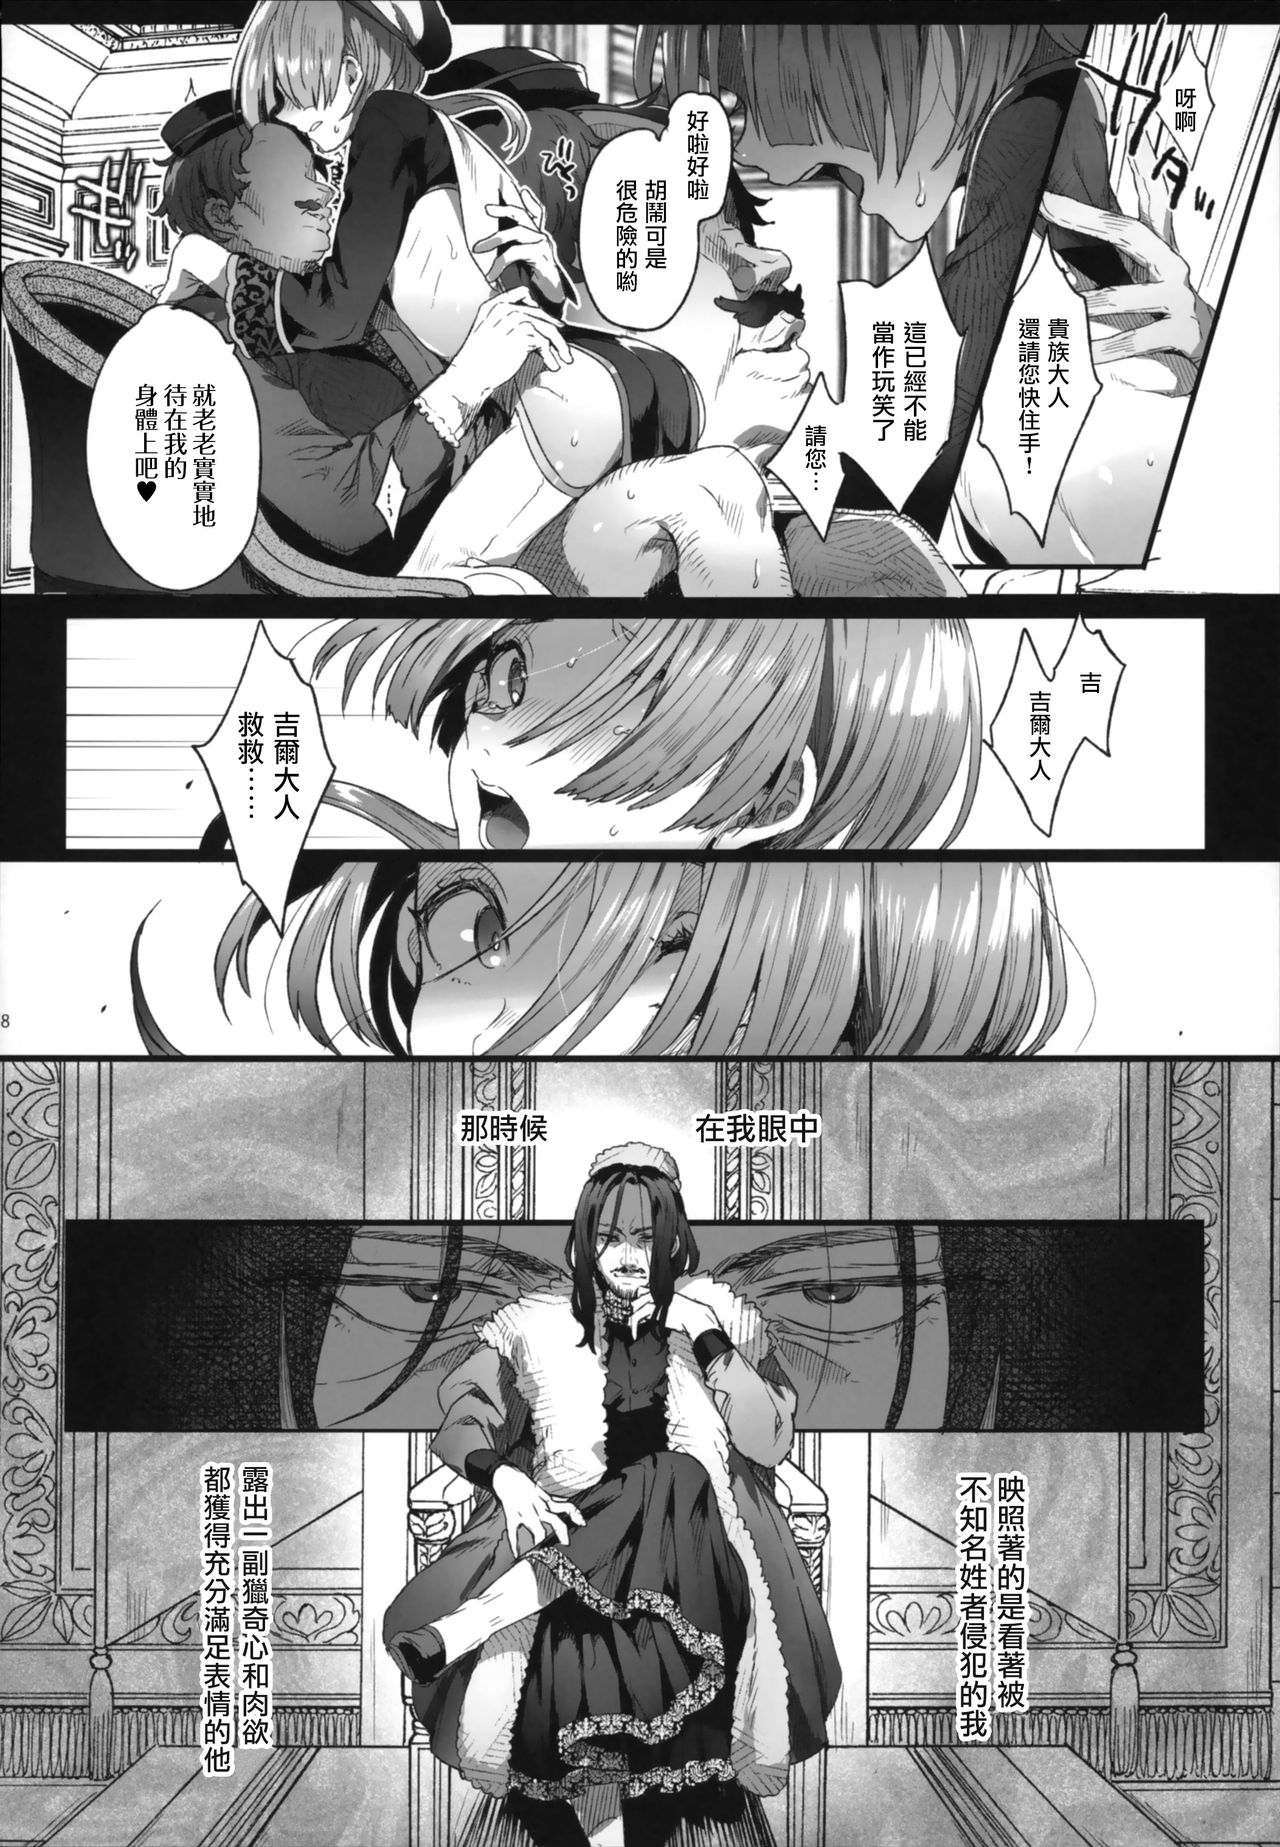 呀啊
貴族大人
還請您快住手！
這已經不能
當作玩笑了
請您…
好啦好啦
胡鬧可是
很危險的喲
…
就老老實實地
待在我的
身體上吧♥
吉
吉爾大人
吉爾大人
救救……
在我眼中
那時候
映照著的是看著被
不知名姓者侵犯的我
露出一副獵奇心和肉欲
都獲得充分滿足表情的他
8